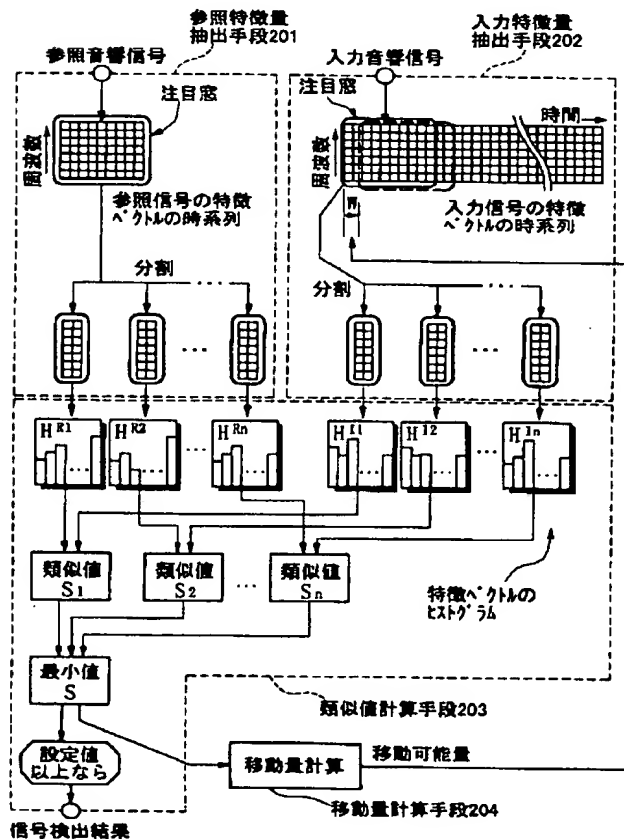 参照特徴量
抽出手段201
参照音響信号
注目窓
周波数
参照信号の特徴
ベクトルの時系列
分割
入力特徴量
抽出手段202
入力音響信号
注目窓
時間
周波数
W
入力信号の特徴
ベクトルの時系列
分割
H^R1
H^R2
H^Rn
H^I1
H^I2
H^In
類似値
S1
類似値
S2
類似値
Sn
特徴ベクトルの
ヒストグラム
最小値
S
類似値計算手段203
設定値
以上なら
移動量計算
移動可能量
移動量計算手段204
信号検出結果